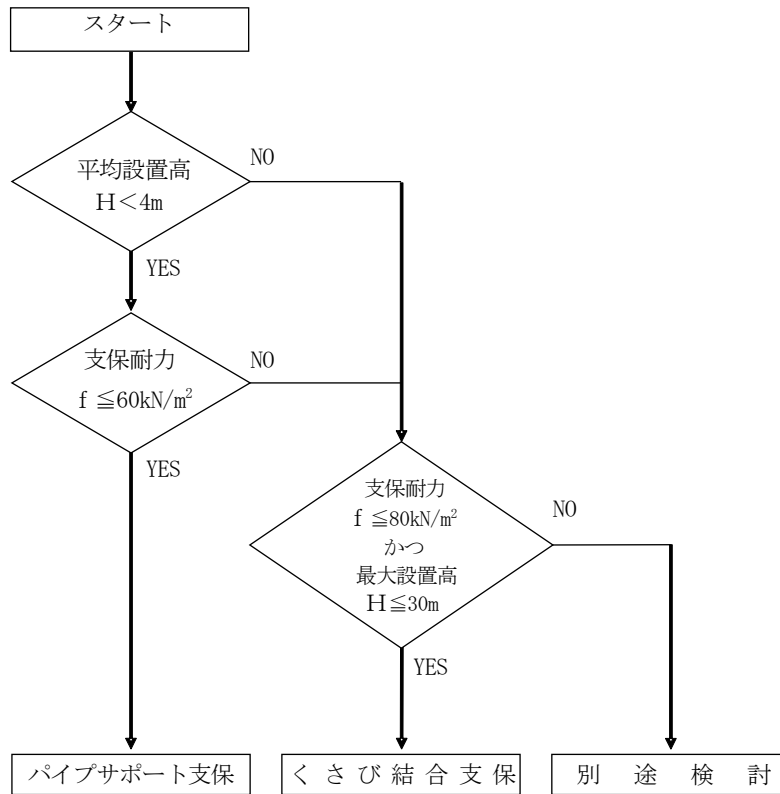 スタート
平均設置高
H<4m
NO
YES
支保耐力
f ≦60kN/m²
NO
YES
支保耐力
f ≦80kN/m²
かつ
最大設置高
H≦30m
NO
YES
パイプサポート支保
くさび結合支保
別途検討